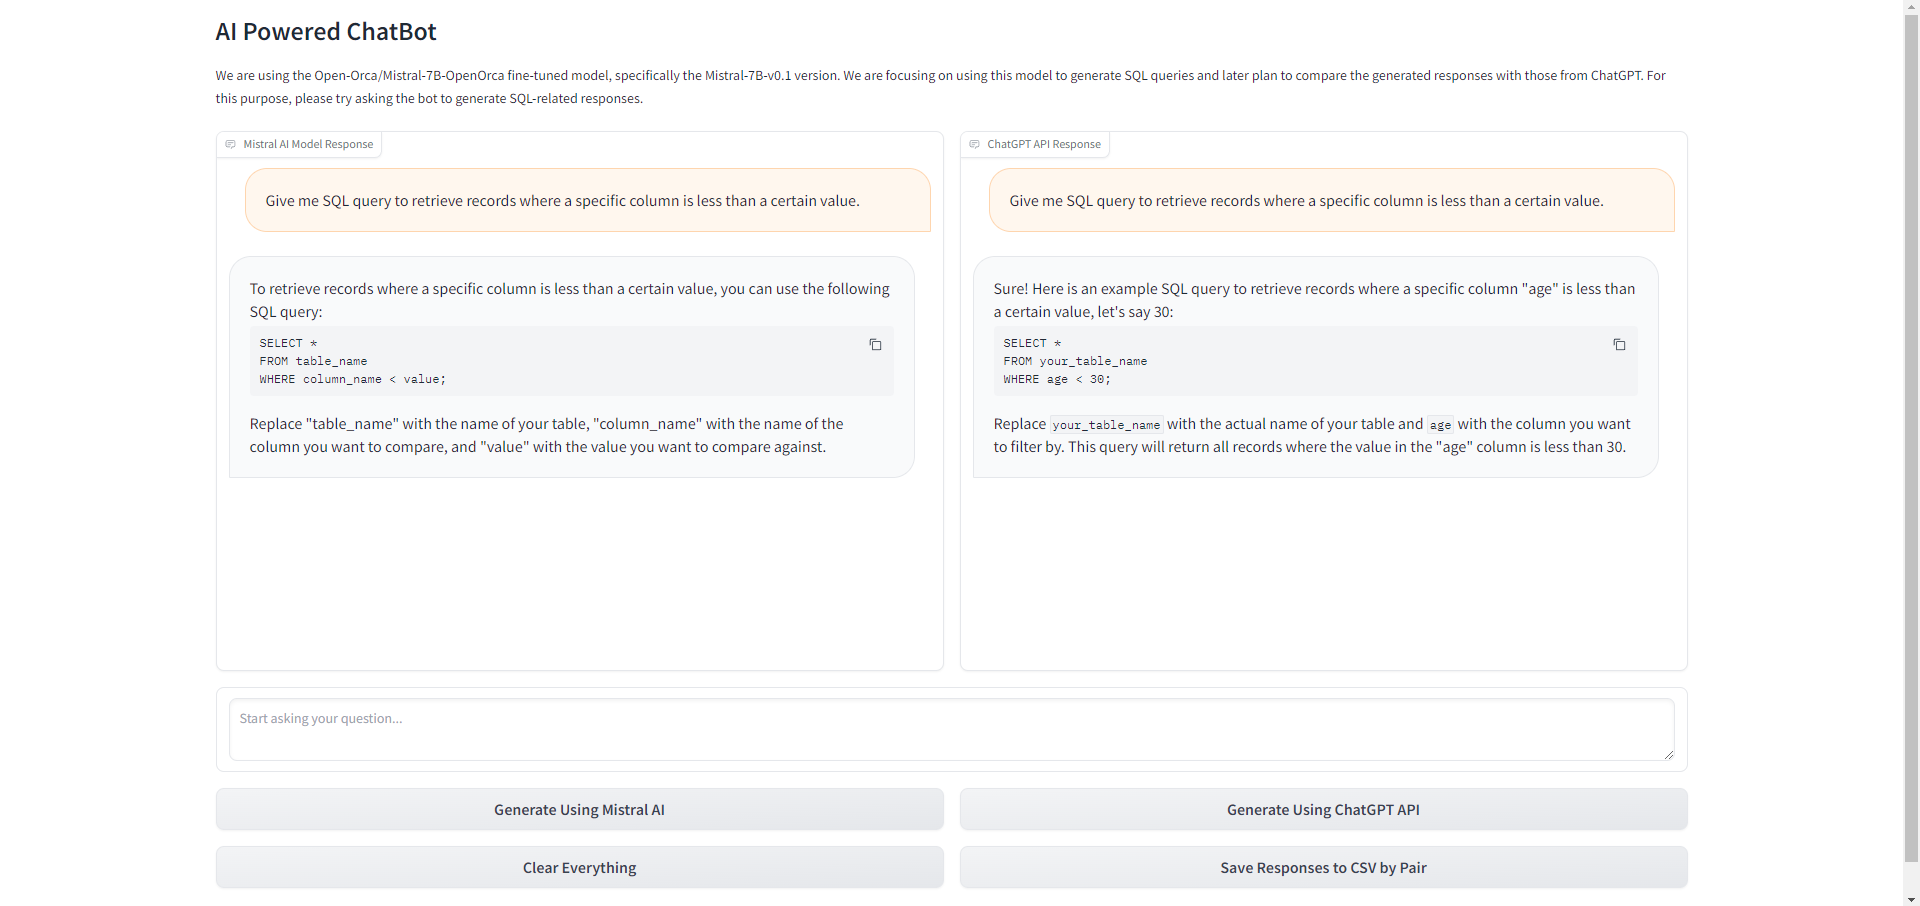 AI Powered ChatBot
We are using the Open-Orca/Mistral-7B-OpenOrca fine-tuned model, specifically the Mistral-7B-v0.1 version. We are focusing on using this model to generate SQL queries and later plan to compare the generated responses with those from ChatGPT. For
this purpose, please try asking the bot to generate SQL-related responses.
Mistral AI Model Response
Give me SQL query to retrieve records where a specific column is less than a certain value.
To retrieve records where a specific column is less than a certain value, you can use the following
SQL query:
SELECT *
FROM table_name
WHERE column_name < value;
Replace "table_name" with the name of your table, "column_name" with the name of the
column you want to compare, and "value" with the value you want to compare against.
ChatGPT API Response
Give me SQL query to retrieve records where a specific column is less than a certain value.
Sure! Here is an example SQL query to retrieve records where a specific column "age" is less than
a certain value, let's say 30:
SELECT *
FROM your_table_name
WHERE age < 30;
Replace your_table_name with the actual name of your table and age with the column you want
to filter by. This query will return all records where the value in the "age" column is less than 30.
Start asking your question...
Generate Using Mistral AI
Generate Using ChatGPT API
Clear Everything
Save Responses to CSV by Pair